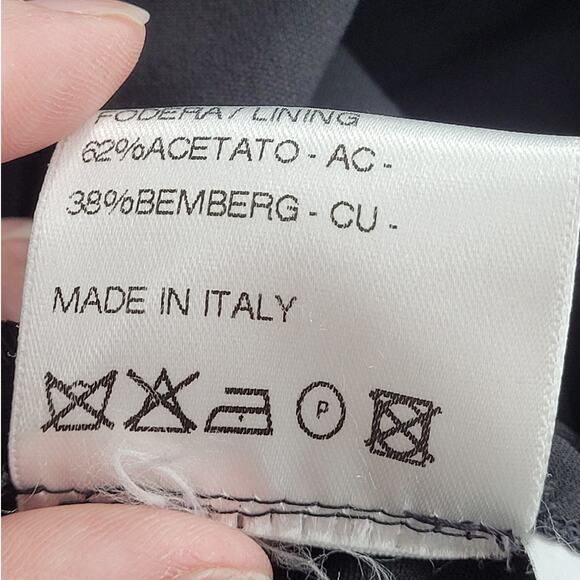 FODERA / LINING
62%ACETATO - AC -
38%BEMBERG - CU -
MADE IN ITALY
P